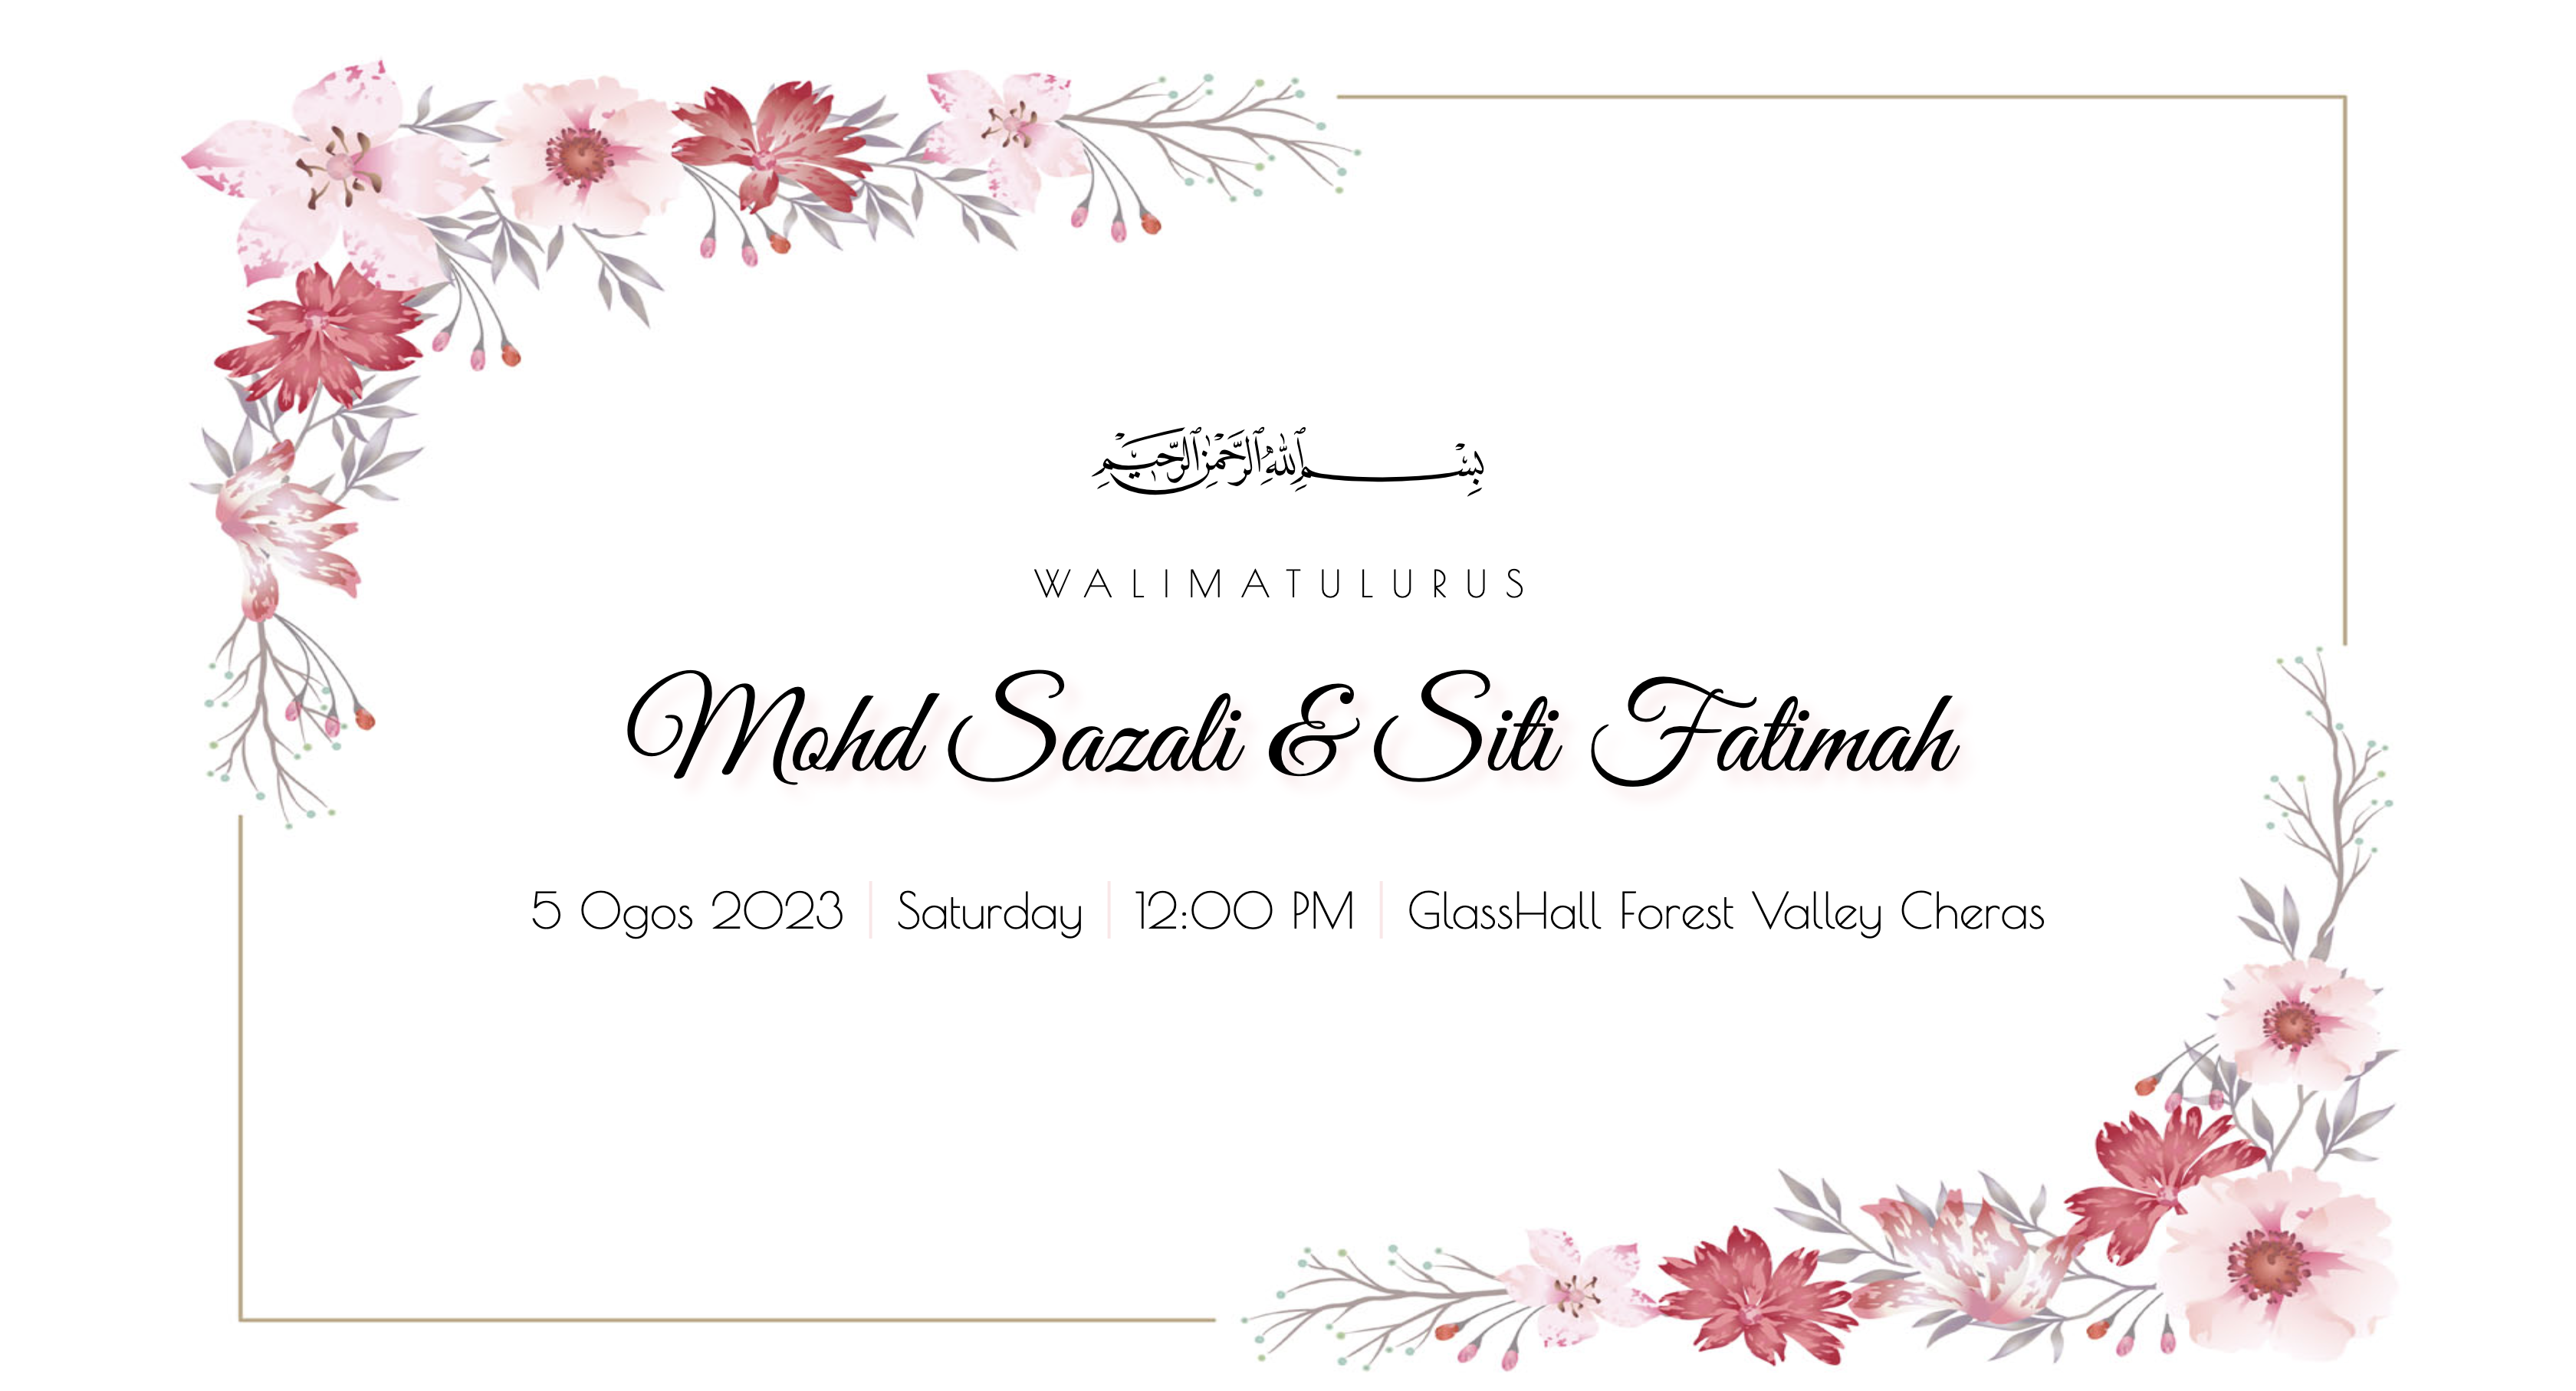 بِسْمِ ٱللَّهِ ٱلرَّحْمَٰنِ ٱلرَّحِيمِ
WALIMATULURUS
Mohd Sazali & Siti Fatimah
5 Ogos 2023 | Saturday | 12:00 PM | GlassHall Forest Valley Cheras